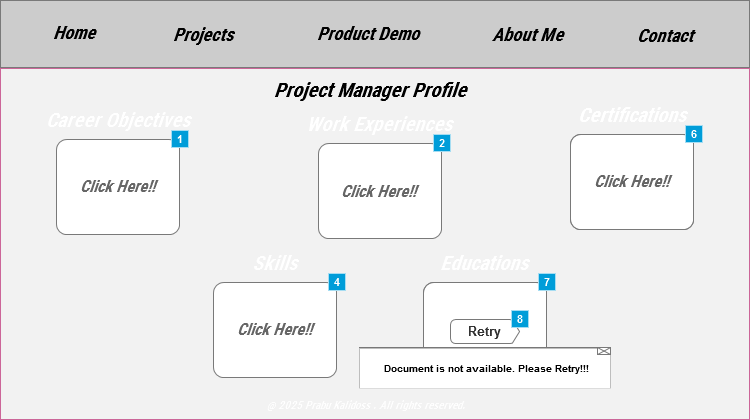 Home Projects Product Demo About Me Contact
Project Manager Profile
Career Objectives Work Experiences Certifications
1 2 6
Click Here!! Click Here!! Click Here!!
Skills Educations
4 7
8
Click Here!! Retry
Document is not available. Please Retry!!!
@ 2025 Prabu Kalidass . All rights reserved.